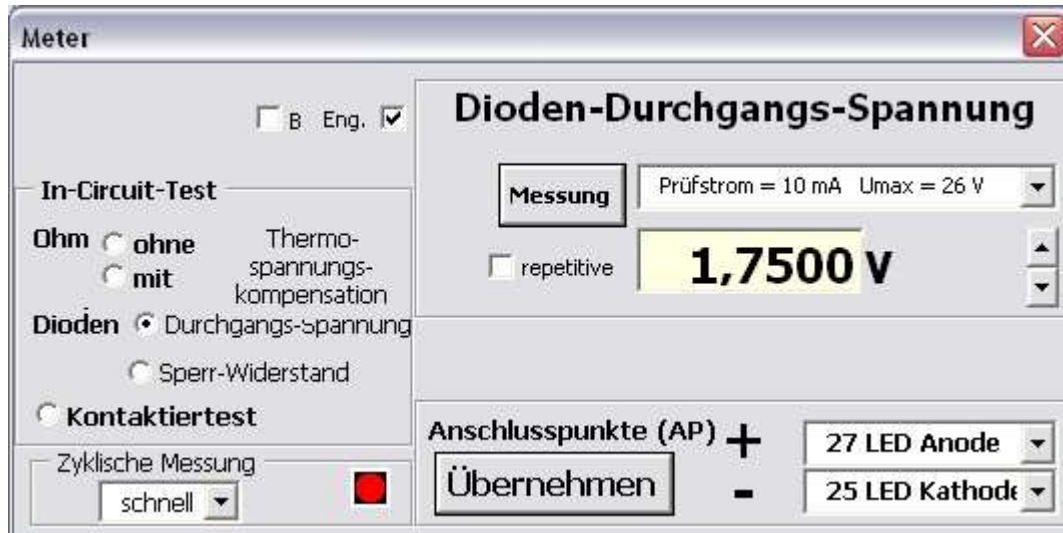 Meter
B Eng.
In-Circuit-Test
Ohm ohne
mit
Thermo-
spannungs-
kompensation
Dioden Durchgangs-Spannung
Sperr-Widerstand
Kontaktiertest
Zyklische Messung
schnell
Dioden-Durchgangs-Spannung
Messung
Prüfstrom = 10 mA Umax = 26 V
repetitive
1,7500 V
Anschlusspunkte (AP) +
27 LED Anode
Übernehmen
-
25 LED Kathode